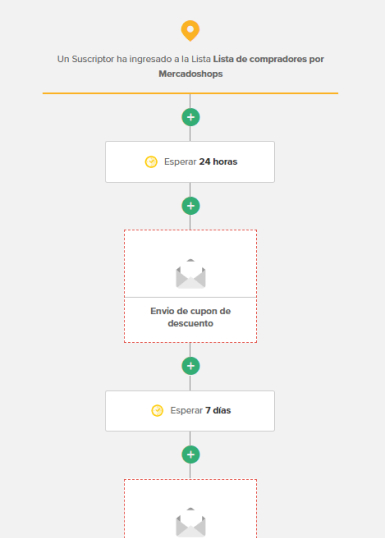 Un Suscriptor ha ingresado a la Lista Lista de compradores por
Mercadoshops
Esperar 24 horas
Envio de cupon de
descuento
Esperar 7 días